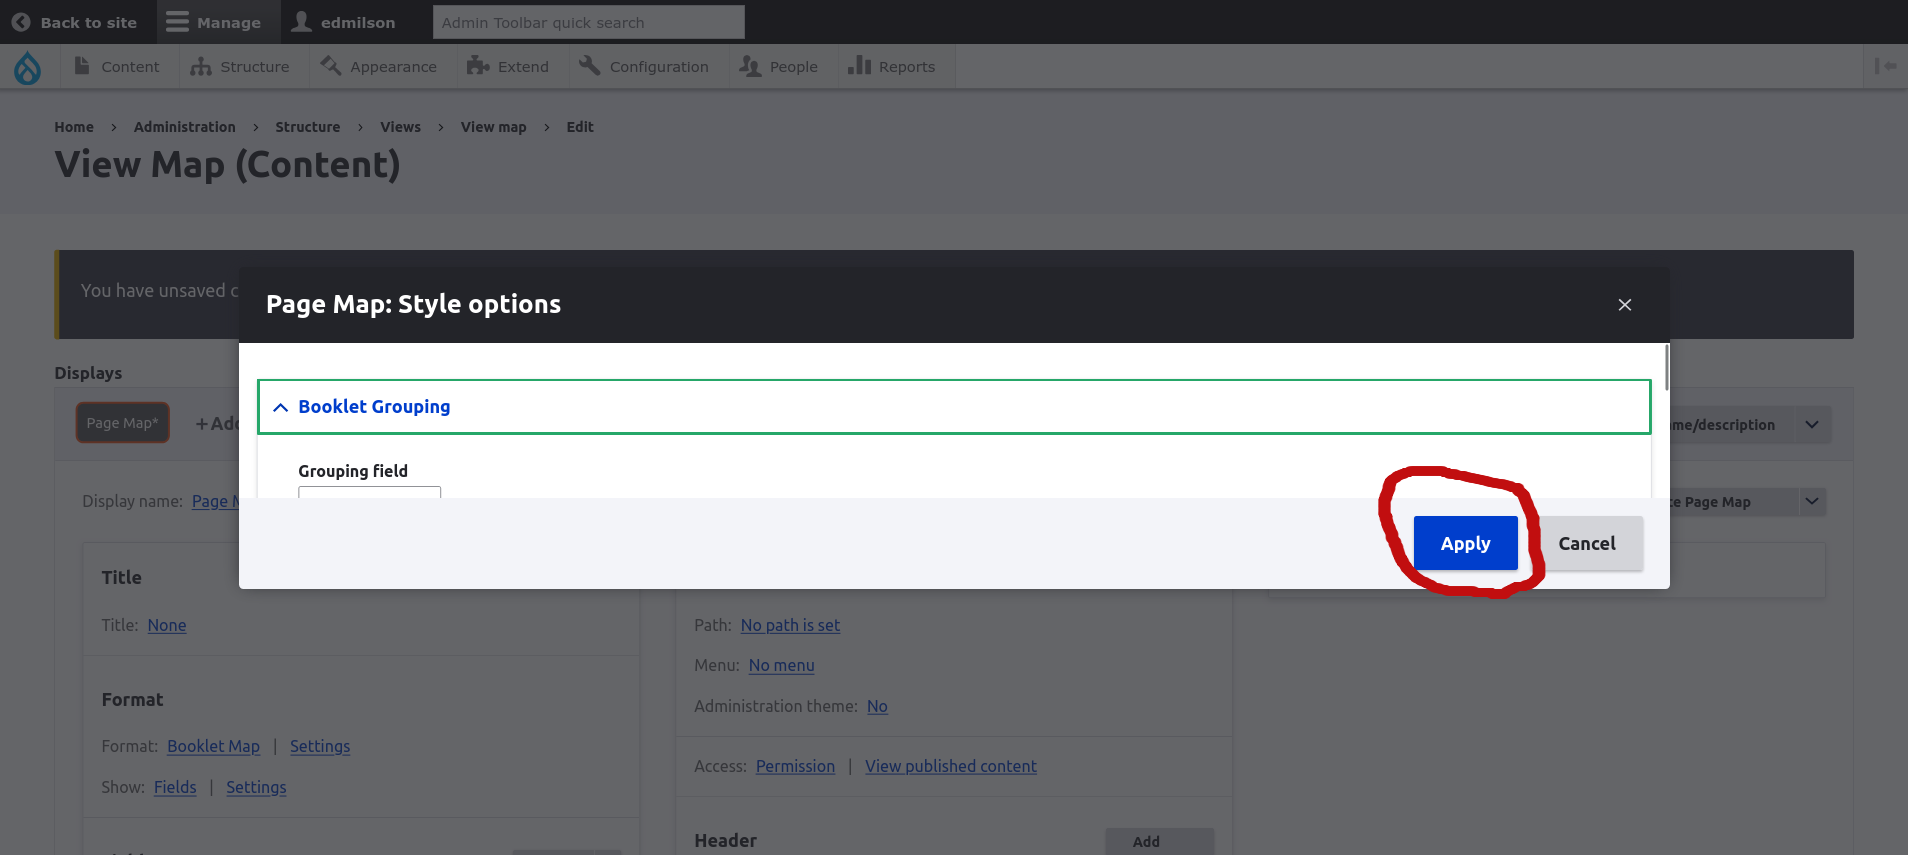 Back to site Manage edmilson Admin Toolbar quick search
Content Structure Appearance Extend Configuration People Reports
Home › Administration › Structure › Views › View map › Edit
View Map (Content)
You have unsaved c
Page Map: Style options
Displays
Booklet Grouping
Page Map* +Add me/description
Grouping field
Display name: Page M e Page Map
Apply Cancel
Title
Title: None
Format
Format: Booklet Map | Settings
Show: Fields | Settings
Path: No path is set
Menu: No menu
Administration theme: No
Access: Permission | View published content
Header Add